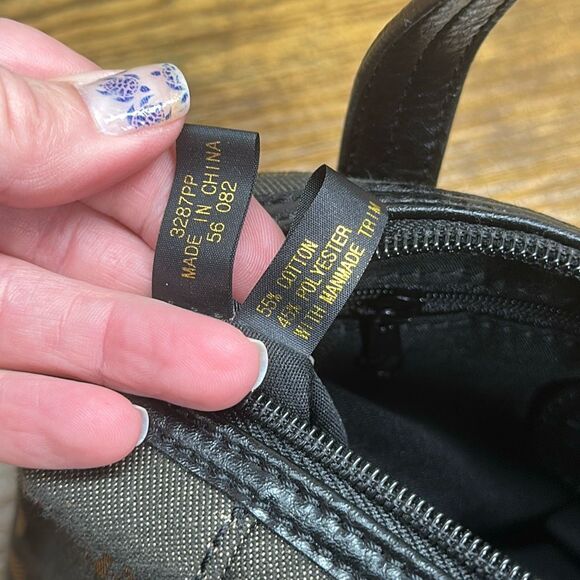 3287PP
MADE IN CHINA
56 082
55% COTTON
45% POLYESTER
WITH MANMADE TRIM